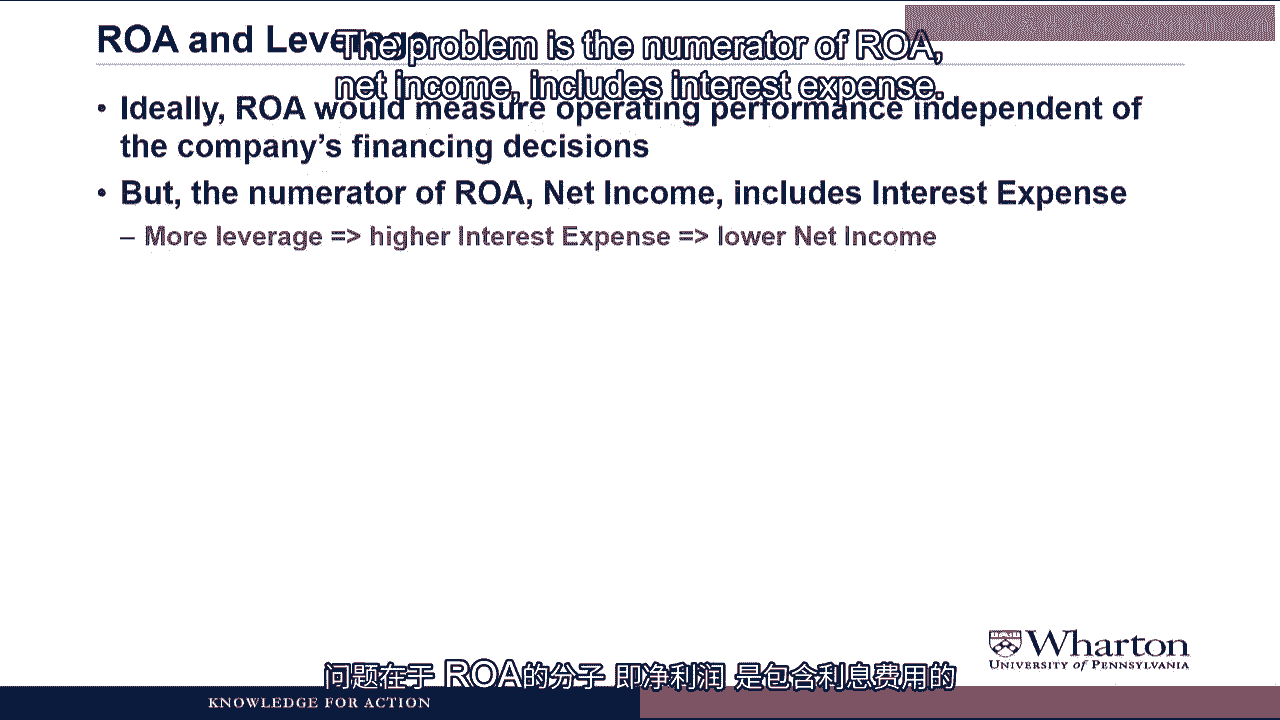 ROA and Leverage
The problem is the numerator of ROA,
net income, includes interest expense.
• Ideally, ROA would measure operating performance independent of
the company’s financing decisions
• But, the numerator of ROA, Net Income, includes Interest Expense
– More leverage => higher Interest Expense => lower Net Income
Wharton
UNIVERSITY of PENNSYLVANIA
问题在于 ROA的分子 即净利润 是包含利息费用的
KNOWLEDGE FOR ACTION